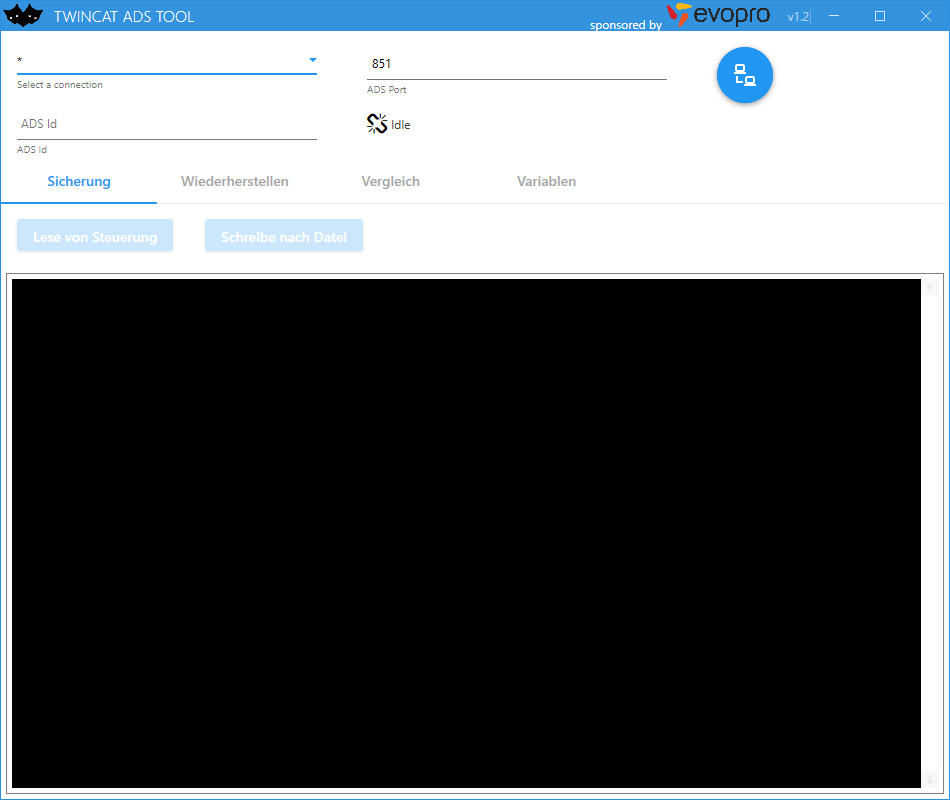 TWINCAT ADS TOOL
sponsored by evopro v1.2
*
Select a connection
851
ADS Port
ADS Id
ADS Id
Idle
Sicherung Wiederherstellen Vergleich Variablen
Lese von Steuerung Schreibe nach Datei